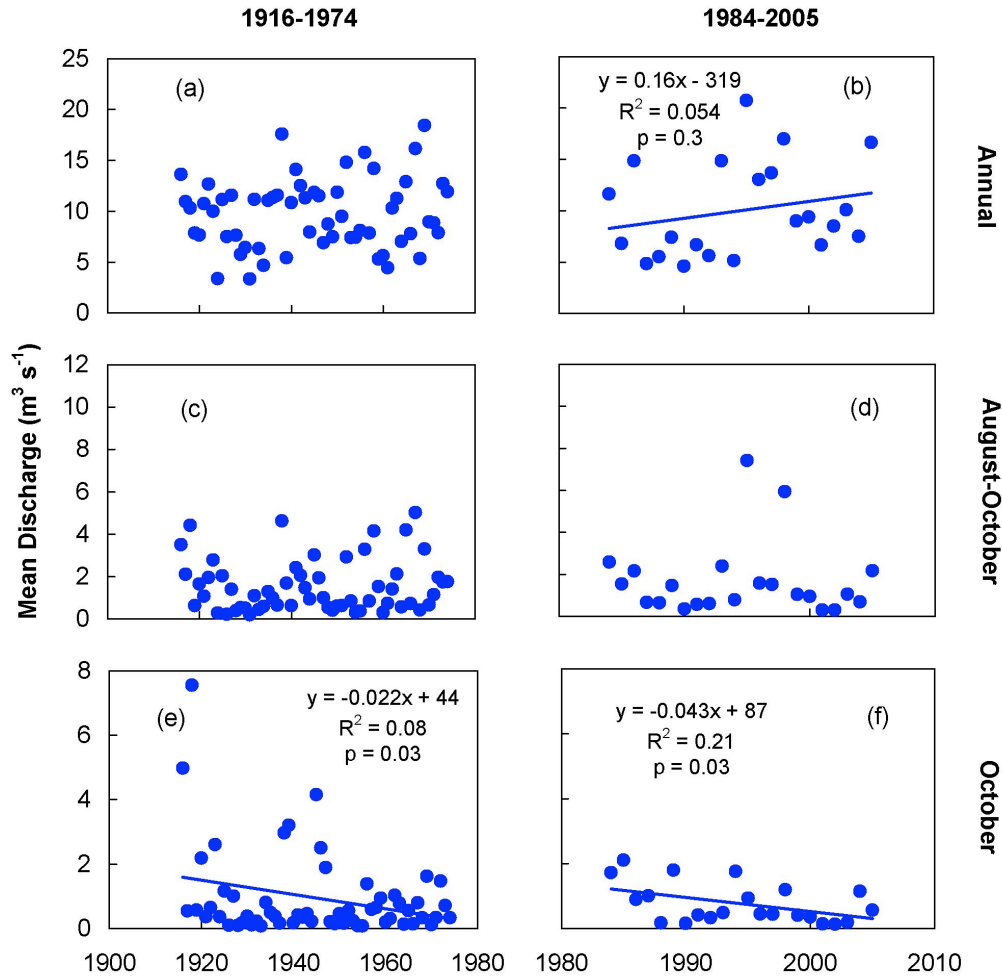 1916-1974
1984-2005
25
20
15
10
5
0
(a)
y = 0.16x - 319
R² = 0.054
p = 0.3
(b)
Annual
Mean Discharge (m³ s⁻¹)
12
10
8
6
4
2
0
(c)
(d)
August-October
8
6
4
2
0
(e)
y = -0.022x + 44
R² = 0.08
p = 0.03
y = -0.043x + 87
R² = 0.21
p = 0.03
(f)
October
1900 1920 1940 1960 1980
1980 1990 2000 2010